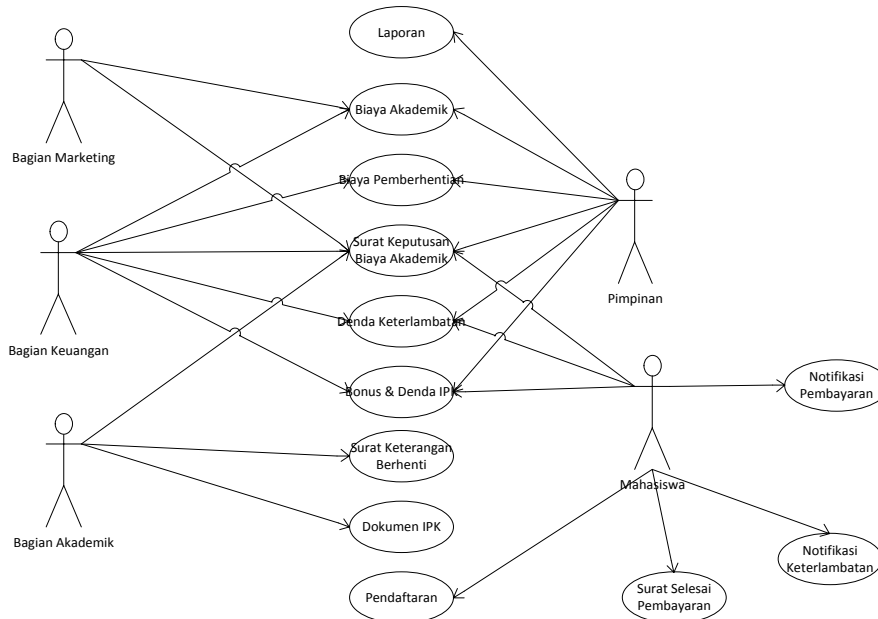 Laporan
Biaya Akademik
Bagian Marketing
Biaya Pemberhentian
Surat Keputusan
Biaya Akademik
Pimpinan
Denda Keterlambatan
Bagian Keuangan
Bonus & Denda IPK
Notifikasi
Pembayaran
Surat Keterangan
Berhenti
Mahasiswa
Bagian Akademik
Dokumen IPK
Notifikasi
Keterlambatan
Pendaftaran
Surat Selesai
Pembayaran